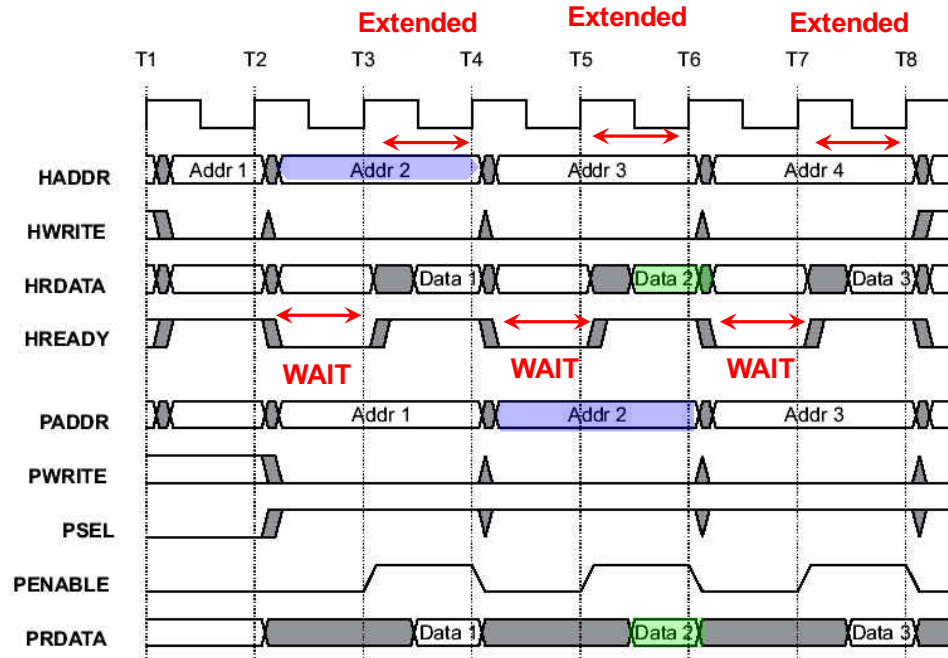 Extended Extended Extended
T1 T2 T3 T4 T5 T6 T7 T8
HADDR Addr 1 Addr 2 Addr 3 Addr 4
HWRITE
HRDATA Data 1 Data 2 Data 3
HREADY
WAIT WAIT WAIT
PADDR Addr 1 Addr 2 Addr 3
PWRITE
PSEL
PENABLE
PRDATA Data 1 Data 2 Data 3